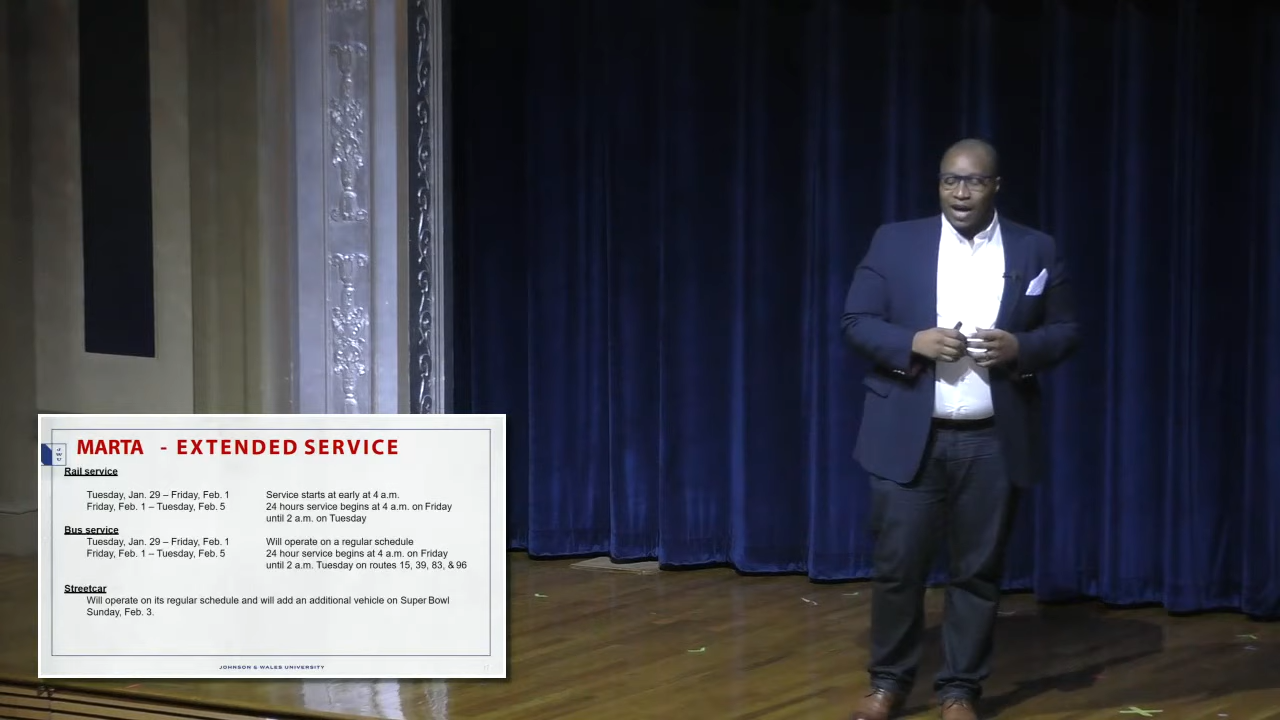 JWU
MARTA - EXTENDED SERVICE
Rail service
Tuesday, Jan. 29 – Friday, Feb. 1 Service starts at early at 4 a.m.
Friday, Feb. 1 – Tuesday, Feb. 5 24 hours service begins at 4 a.m. on Friday
until 2 a.m. on Tuesday
Bus service
Tuesday, Jan. 29 – Friday, Feb. 1 Will operate on a regular schedule
Friday, Feb. 1 – Tuesday, Feb. 5 24 hour service begins at 4 a.m. on Friday
until 2 a.m. Tuesday on routes 15, 39, 83, & 96
Streetcar
Will operate on its regular schedule and will add an additional vehicle on Super Bowl
Sunday, Feb. 3.
JOHNSON & WALES UNIVERSITY